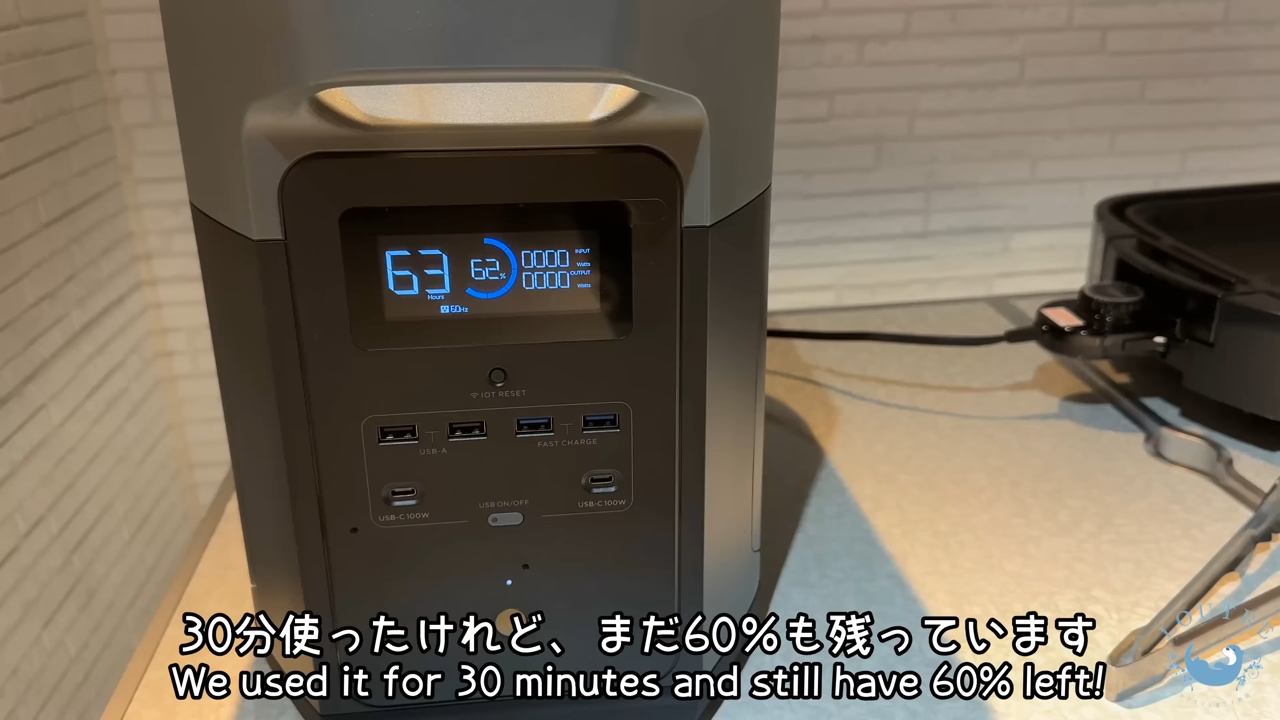 63 62% 0000 INPUT Watts
Hours 0000 OUTPUT Watts
60Hz
IOT RESET
USB-A FAST CHARGE
USB-C 100W USB ON/OFF USB-C 100W
30分使ったけれど、まだ60%も残っています
We used it for 30 minutes and still have 60% left!